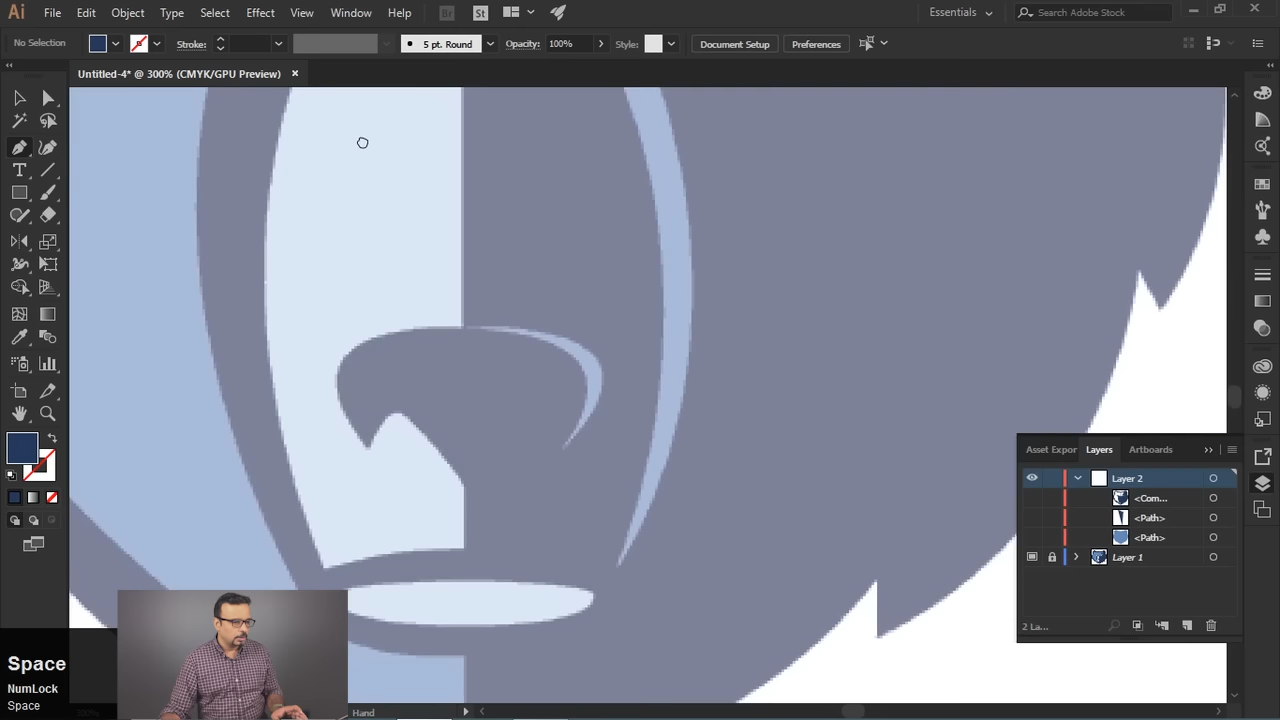 Ai File Edit Object Type Select Effect View Window Help Br St Essentials Search Adobe Stock
No Selection Stroke: 5 pt. Round Opacity: 100% Style: Document Setup Preferences
Untitled-4* @ 300% (CMYK/GPU Preview)
Asset Expor Layers Artboards
Layer 2
<Com...
<Path>
<Path>
Layer 1
2 La...
Space
NumLock
Space
Hand